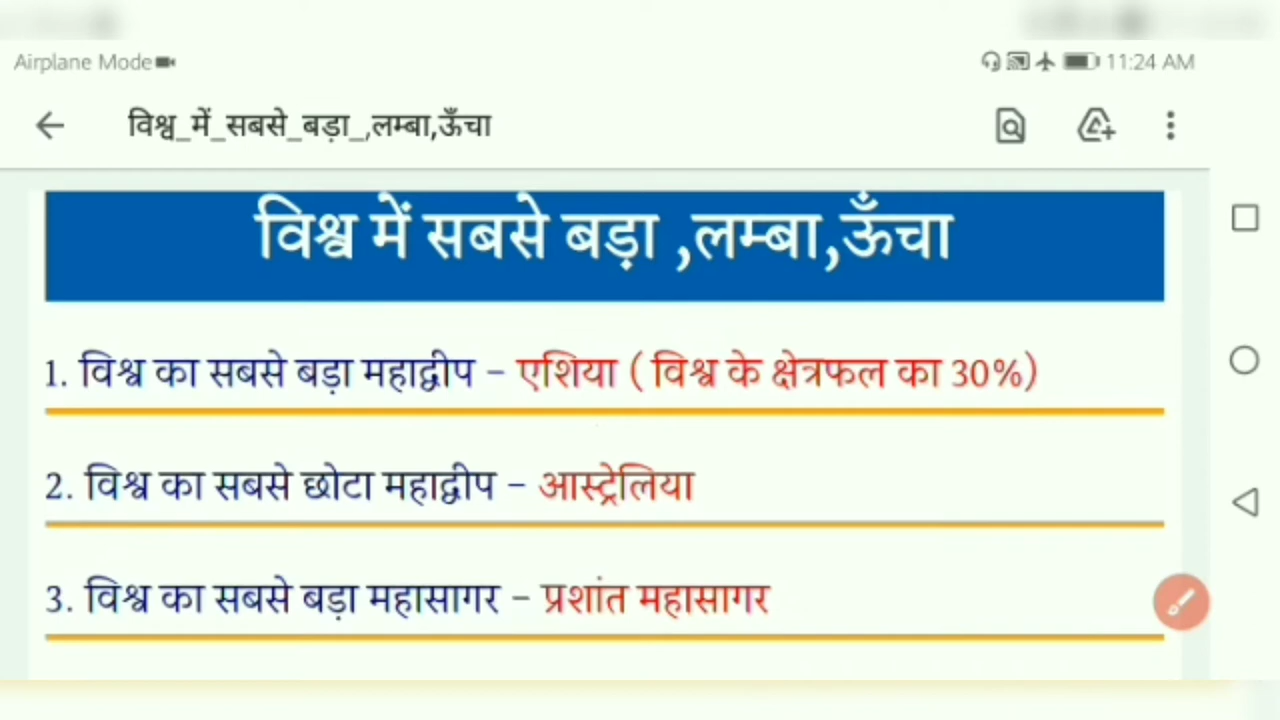 Airplane Mode 11:24 AM
विश्व_में_सबसे_बड़ा_,लम्बा,ऊँचा
विश्व में सबसे बड़ा ,लम्बा,ऊँचा
1. विश्व का सबसे बड़ा महाद्वीप – एशिया ( विश्व के क्षेत्रफल का 30%)
2. विश्व का सबसे छोटा महाद्वीप – आस्ट्रेलिया
3. विश्व का सबसे बड़ा महासागर – प्रशांत महासागर